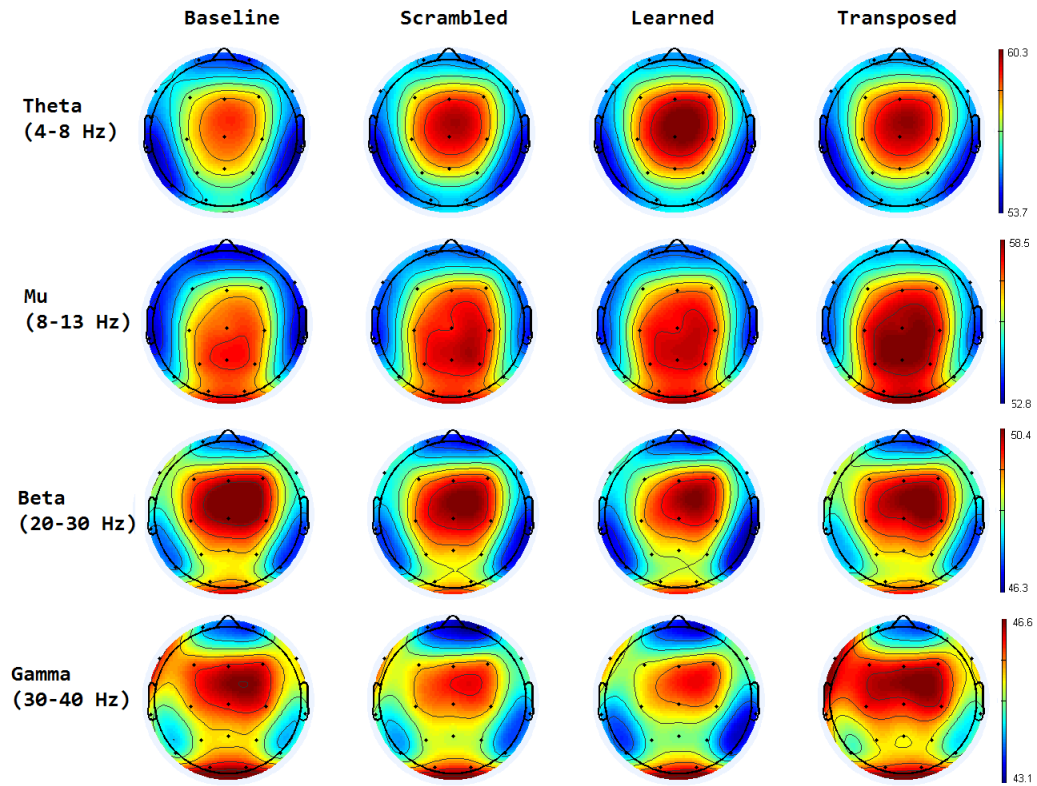 Baseline Scrambled Learned Transposed
60.3
Theta
(4-8 Hz)
53.7
58.5
Mu
(8-13 Hz)
52.8
50.4
Beta
(20-30 Hz)
46.3
46.6
Gamma
(30-40 Hz)
43.1